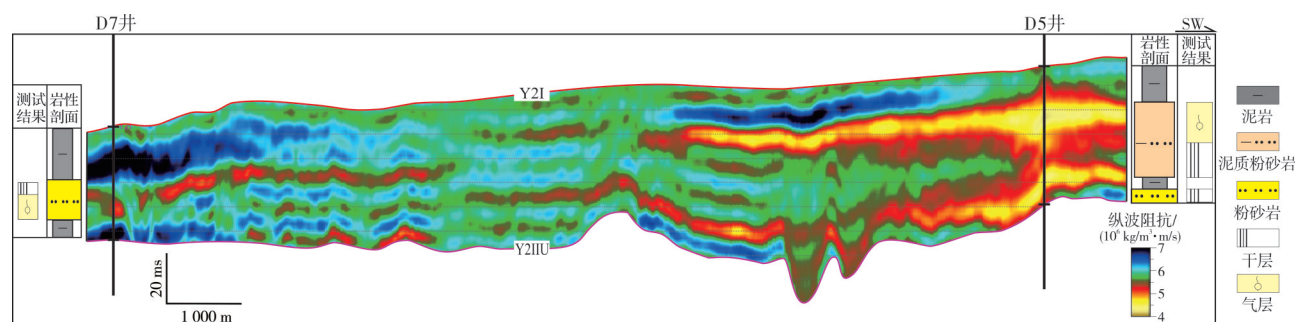 D7井
D5井
SW
岩性
剖面
测试
结果
测试
结果
岩性
剖面
Y2I
Y2IIU
20 ms
1 000 m
纵波阻抗/
(10⁶ kg/m³·m/s)
7
6
5
4
泥岩
泥质粉砂岩
粉砂岩
干层
气层